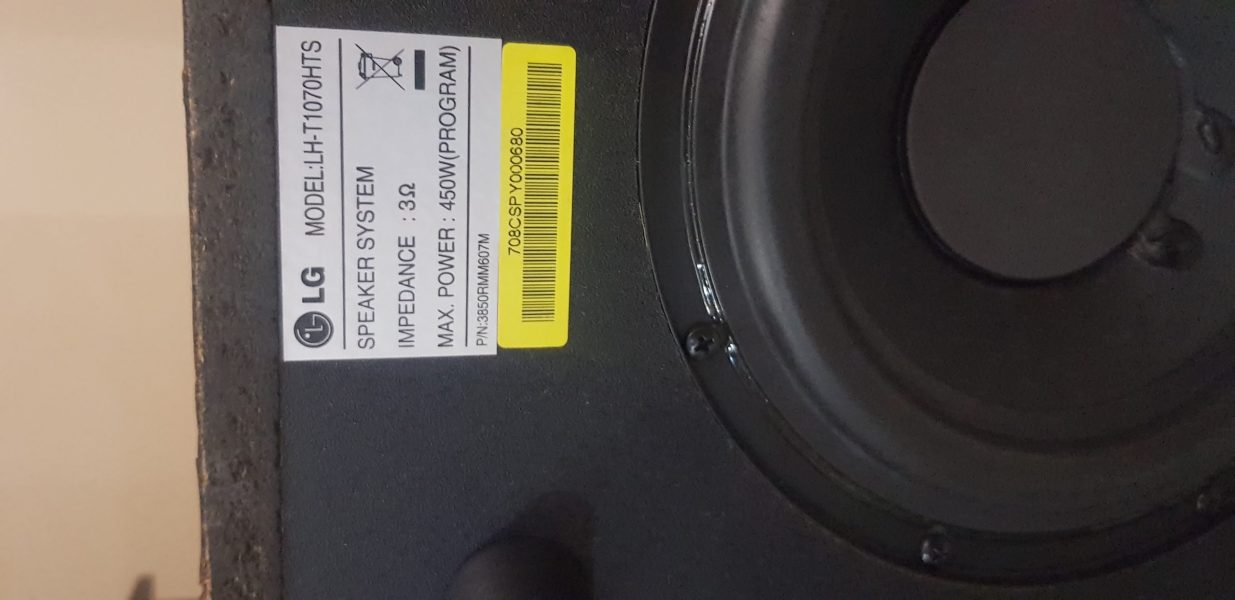 LG MODEL:LH-T1070HTS
SPEAKER SYSTEM
IMPEDANCE : 3Ω
MAX. POWER : 450W(PROGRAM)
P/N:3850RMM607M
708CSPY000680